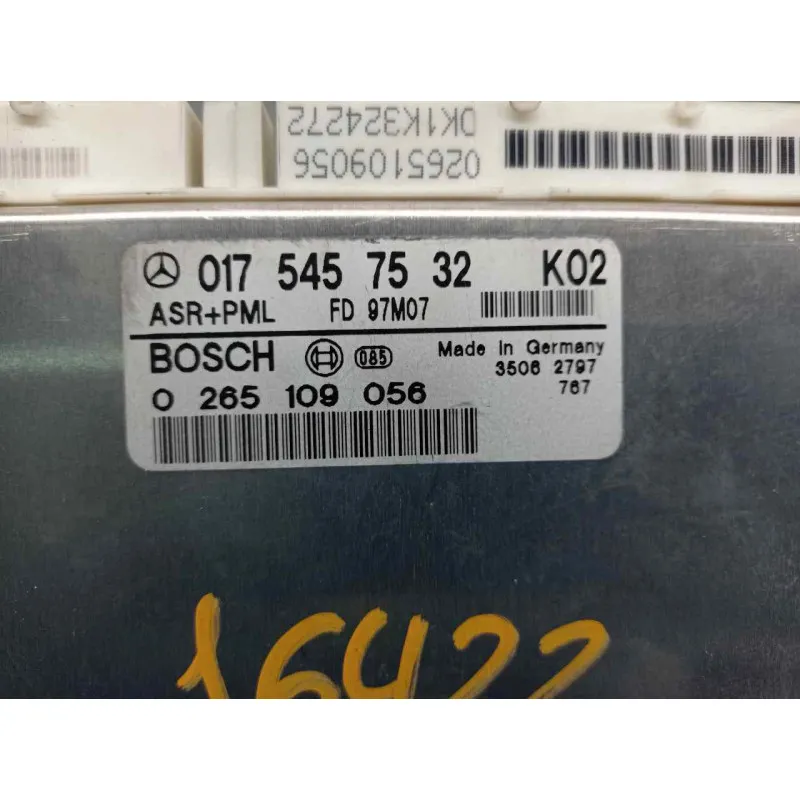 DK1K324272
0265109056
017 545 75 32 K02
ASR+PML FD 97M07
BOSCH 085 Made in Germany
0 265 109 056 3506 2797
767
16422